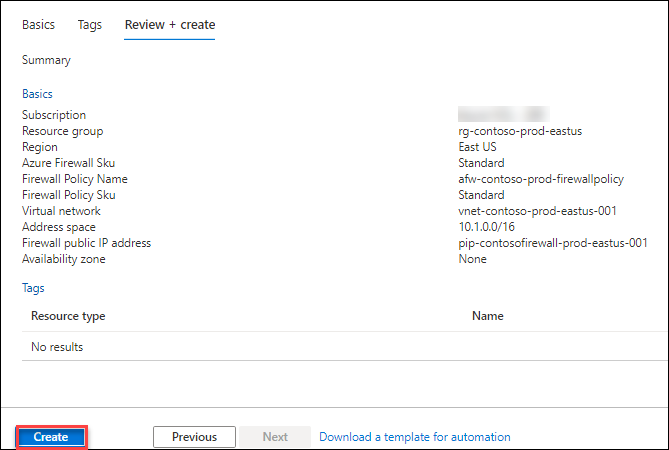 Basics Tags Review + create
Summary
Basics
Subscription
Resource group rg-contoso-prod-eastus
Region East US
Azure Firewall Sku Standard
Firewall Policy Name afw-contoso-prod-firewallpolicy
Firewall Policy Sku Standard
Virtual network vnet-contoso-prod-eastus-001
Address space 10.1.0.0/16
Firewall public IP address pip-contosofirewall-prod-eastus-001
Availability zone None
Tags
Resource type Name
No results
Create Previous Next Download a template for automation